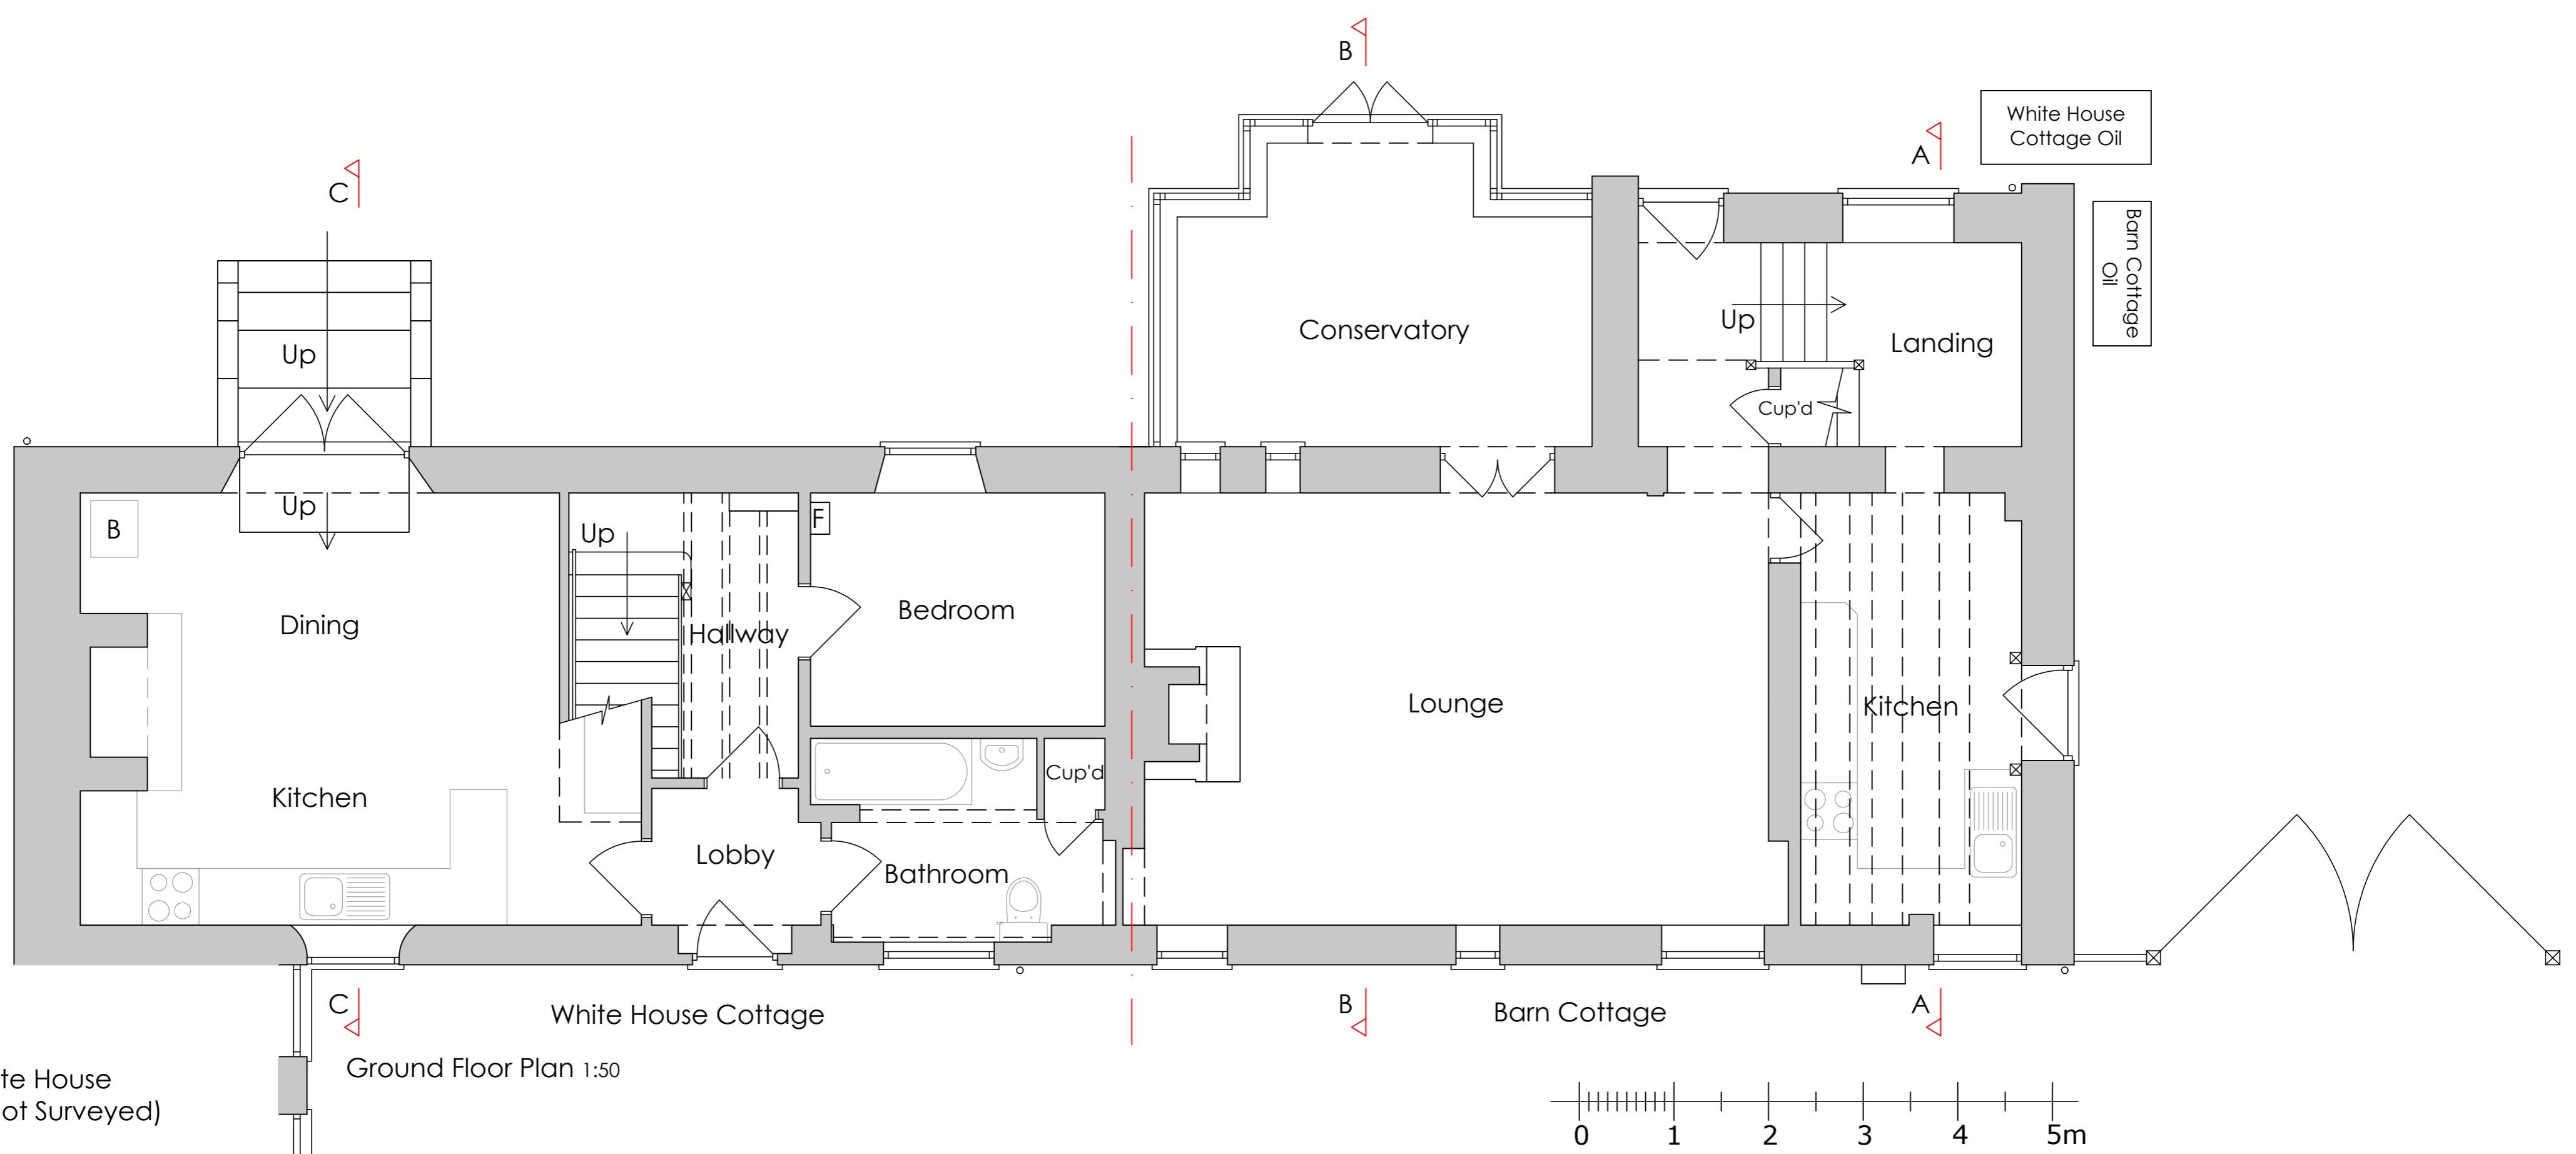 B
White House
Cottage Oil
A
C
Barn Cottage
Oil
Up
Conservatory
Up
Landing
Cup'd
Up
B
Up
F
Dining
Hallway
Bedroom
Lounge
Kitchen
Cup'd
Kitchen
Lobby
Bathroom
C
White House Cottage
B
Barn Cottage
A
Ground Floor Plan 1:50
te House
ot Surveyed)
0 1 2 3 4 5m